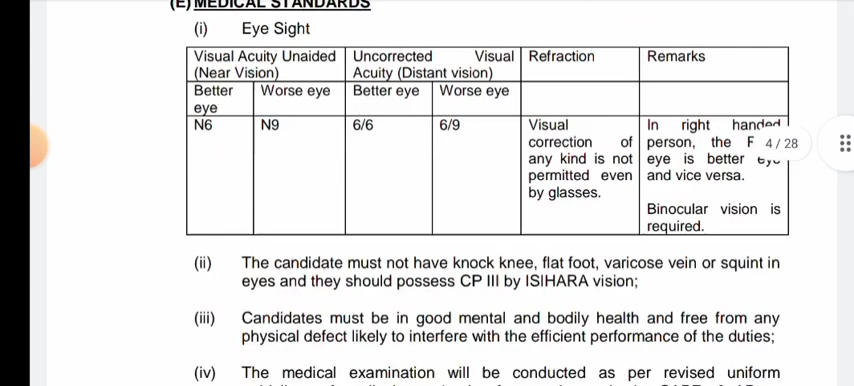 (E) MEDICAL STANDARDS
(i) Eye Sight
Visual Acuity Unaided (Near Vision)
Uncorrected Visual Acuity (Distant vision)
Refraction
Remarks
Better eye
Worse eye
Better eye
Worse eye
N6
N9
6/6
6/9
Visual
correction of
any kind is not
permitted even
by glasses.
In right handed
person, the
eye is better
and vice versa.
Binocular vision is
required.
4 / 28
(ii) The candidate must not have knock knee, flat foot, varicose vein or squint in
eyes and they should possess CP III by ISIHARA vision;
(iii) Candidates must be in good mental and bodily health and free from any
physical defect likely to interfere with the efficient performance of the duties;
(iv) The medical examination will be conducted as per revised uniform